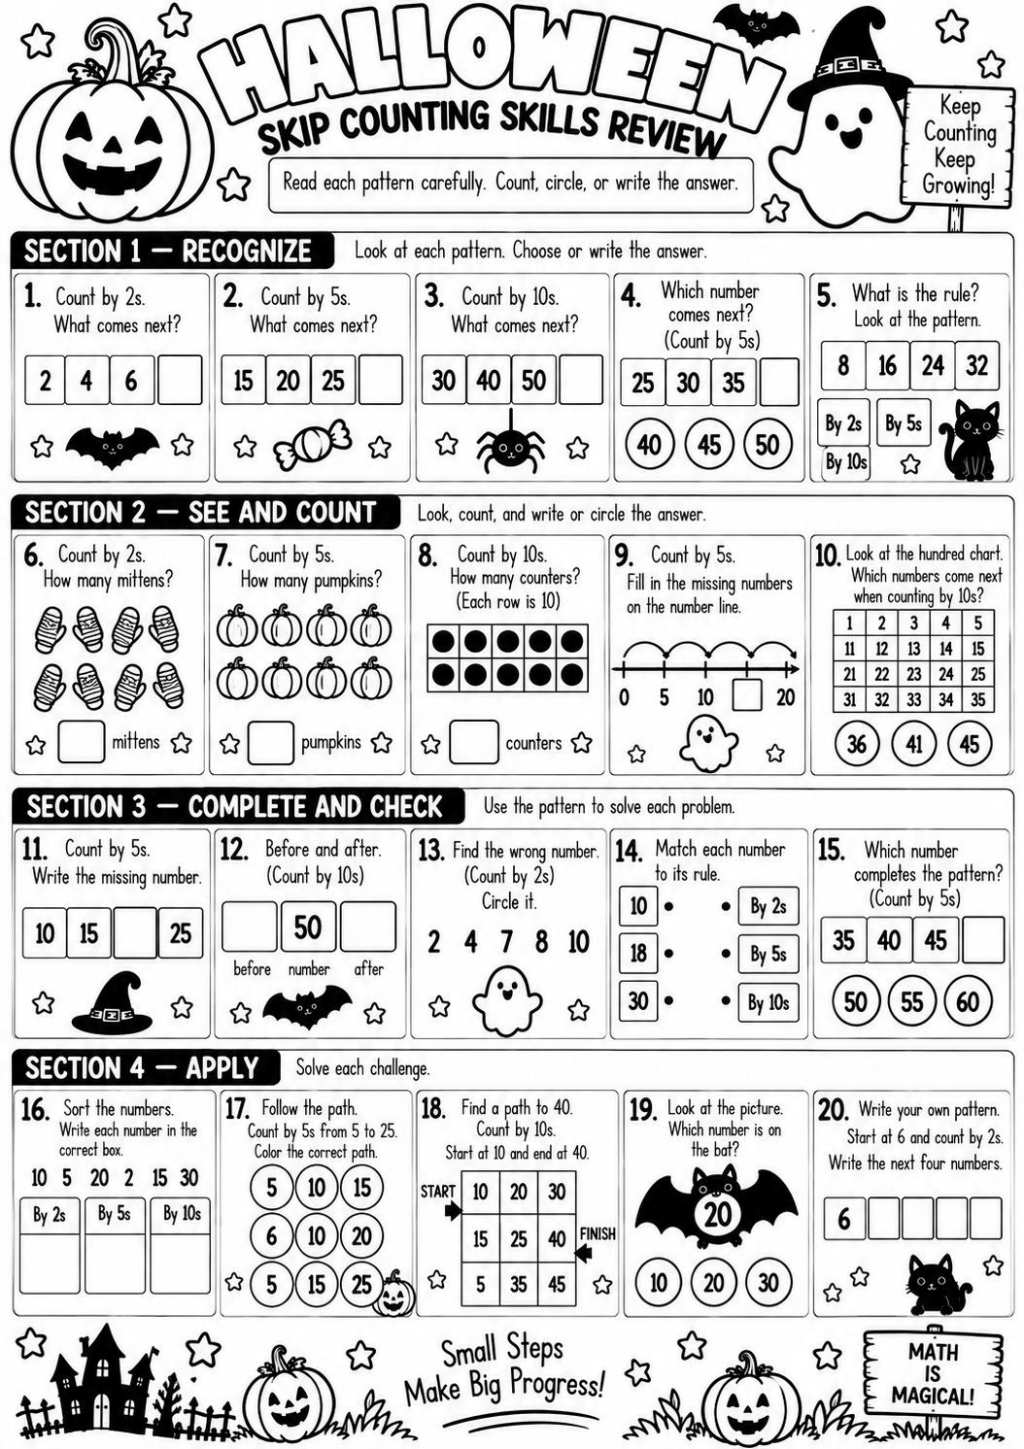 HALLOWEEN
SKIP COUNTING SKILLS REVIEW
Read each pattern carefully. Count, circle, or write the answer.
Keep
Counting
Keep
Growing!
SECTION 1 — RECOGNIZE
Look at each pattern. Choose or write the answer.
1. Count by 2s.
What comes next?
2 4 6
2. Count by 5s.
What comes next?
15 20 25
3. Count by 10s.
What comes next?
30 40 50
4. Which number
comes next?
(Count by 5s)
25 30 35
40 45 50
5. What is the rule?
Look at the pattern.
8 16 24 32
By 2s By 5s
By 10s
SECTION 2 — SEE AND COUNT
Look, count, and write or circle the answer.
6. Count by 2s.
How many mittens?
mittens
7. Count by 5s.
How many pumpkins?
pumpkins
8. Count by 10s.
How many counters?
(Each row is 10)
counters
9. Count by 5s.
Fill in the missing numbers
on the number line.
0 5 10 20
10. Look at the hundred chart.
Which numbers come next
when counting by 10s?
1 2 3 4 5
11 12 13 14 15
21 22 23 24 25
31 32 33 34 35
36 41 45
SECTION 3 — COMPLETE AND CHECK
Use the pattern to solve each problem.
11. Count by 5s.
Write the missing number.
10 15 25
12. Before and after.
(Count by 10s)
50
before number after
13. Find the wrong number.
(Count by 2s)
Circle it.
2 4 7 8 10
14. Match each number
to its rule.
10 By 2s
18 By 5s
30 By 10s
15. Which number
completes the pattern?
(Count by 5s)
35 40 45
50 55 60
SECTION 4 — APPLY
Solve each challenge.
16. Sort the numbers.
Write each number in the
correct box.
10 5 20 2 15 30
By 2s By 5s By 10s
17. Follow the path.
Count by 5s from 5 to 25.
Color the correct path.
5 10 15
6 10 20
5 15 25
18. Find a path to 40.
Count by 10s.
Start at 10 and end at 40.
START
10 20 30
15 25 40
5 35 45
FINISH
19. Look at the picture.
Which number is on
the bat?
20
10 20 30
20. Write your own pattern.
Start at 6 and count by 2s.
Write the next four numbers.
6
Small Steps
Make Big Progress!
MATH
IS
MAGICAL!